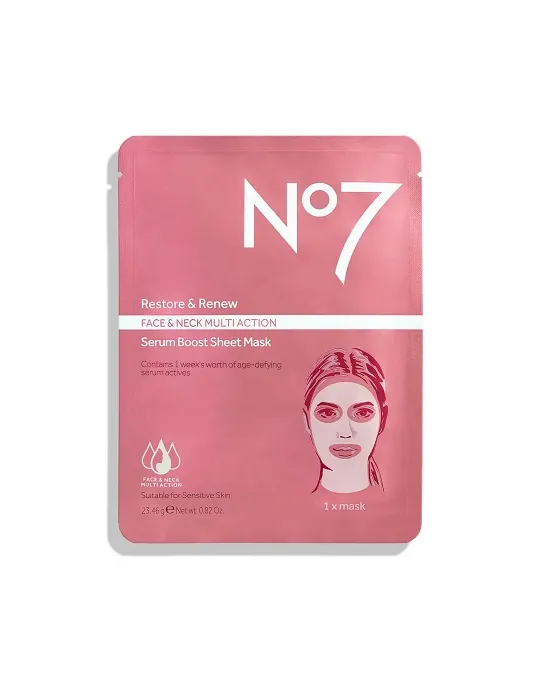 No7
Restore & Renew
FACE & NECK MULTI ACTION
Serum Boost Sheet Mask
Contains 1 week's worth of age-defying
serum actives
FACE & NECK
MULTI ACTION
Suitable for Sensitive Skin
23.46g ℮ Net wt. 0.82 Oz.
1 x mask